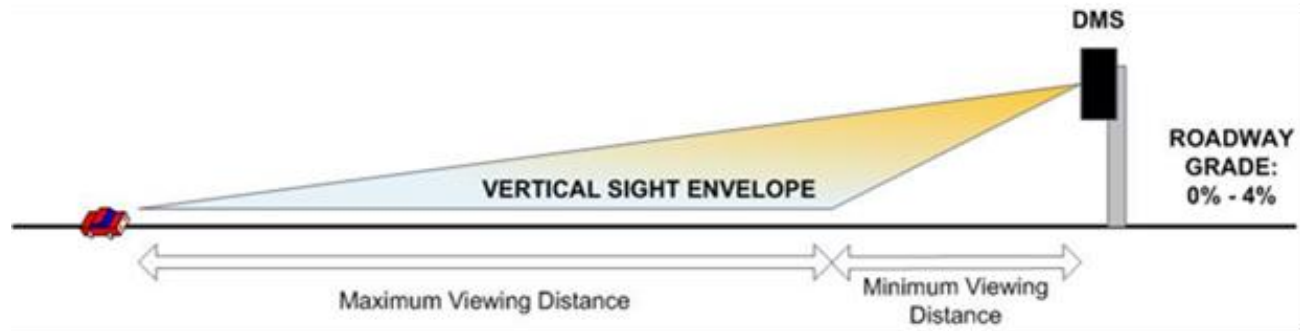 DMS
ROADWAY
GRADE:
0% - 4%
VERTICAL SIGHT ENVELOPE
Maximum Viewing Distance
Minimum Viewing
Distance